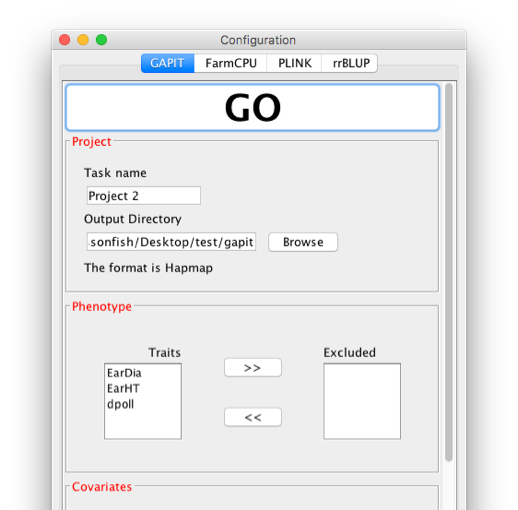 Configuration
GAPIT FarmCPU PLINK rrBLUP
GO
Project
Task name
Project 2
Output Directory
sonfish/Desktop/test/gapit Browse
The format is Hapmap
Phenotype
Traits Excluded
EarDia
EarHT
dpoll
>>
<<
Covariates